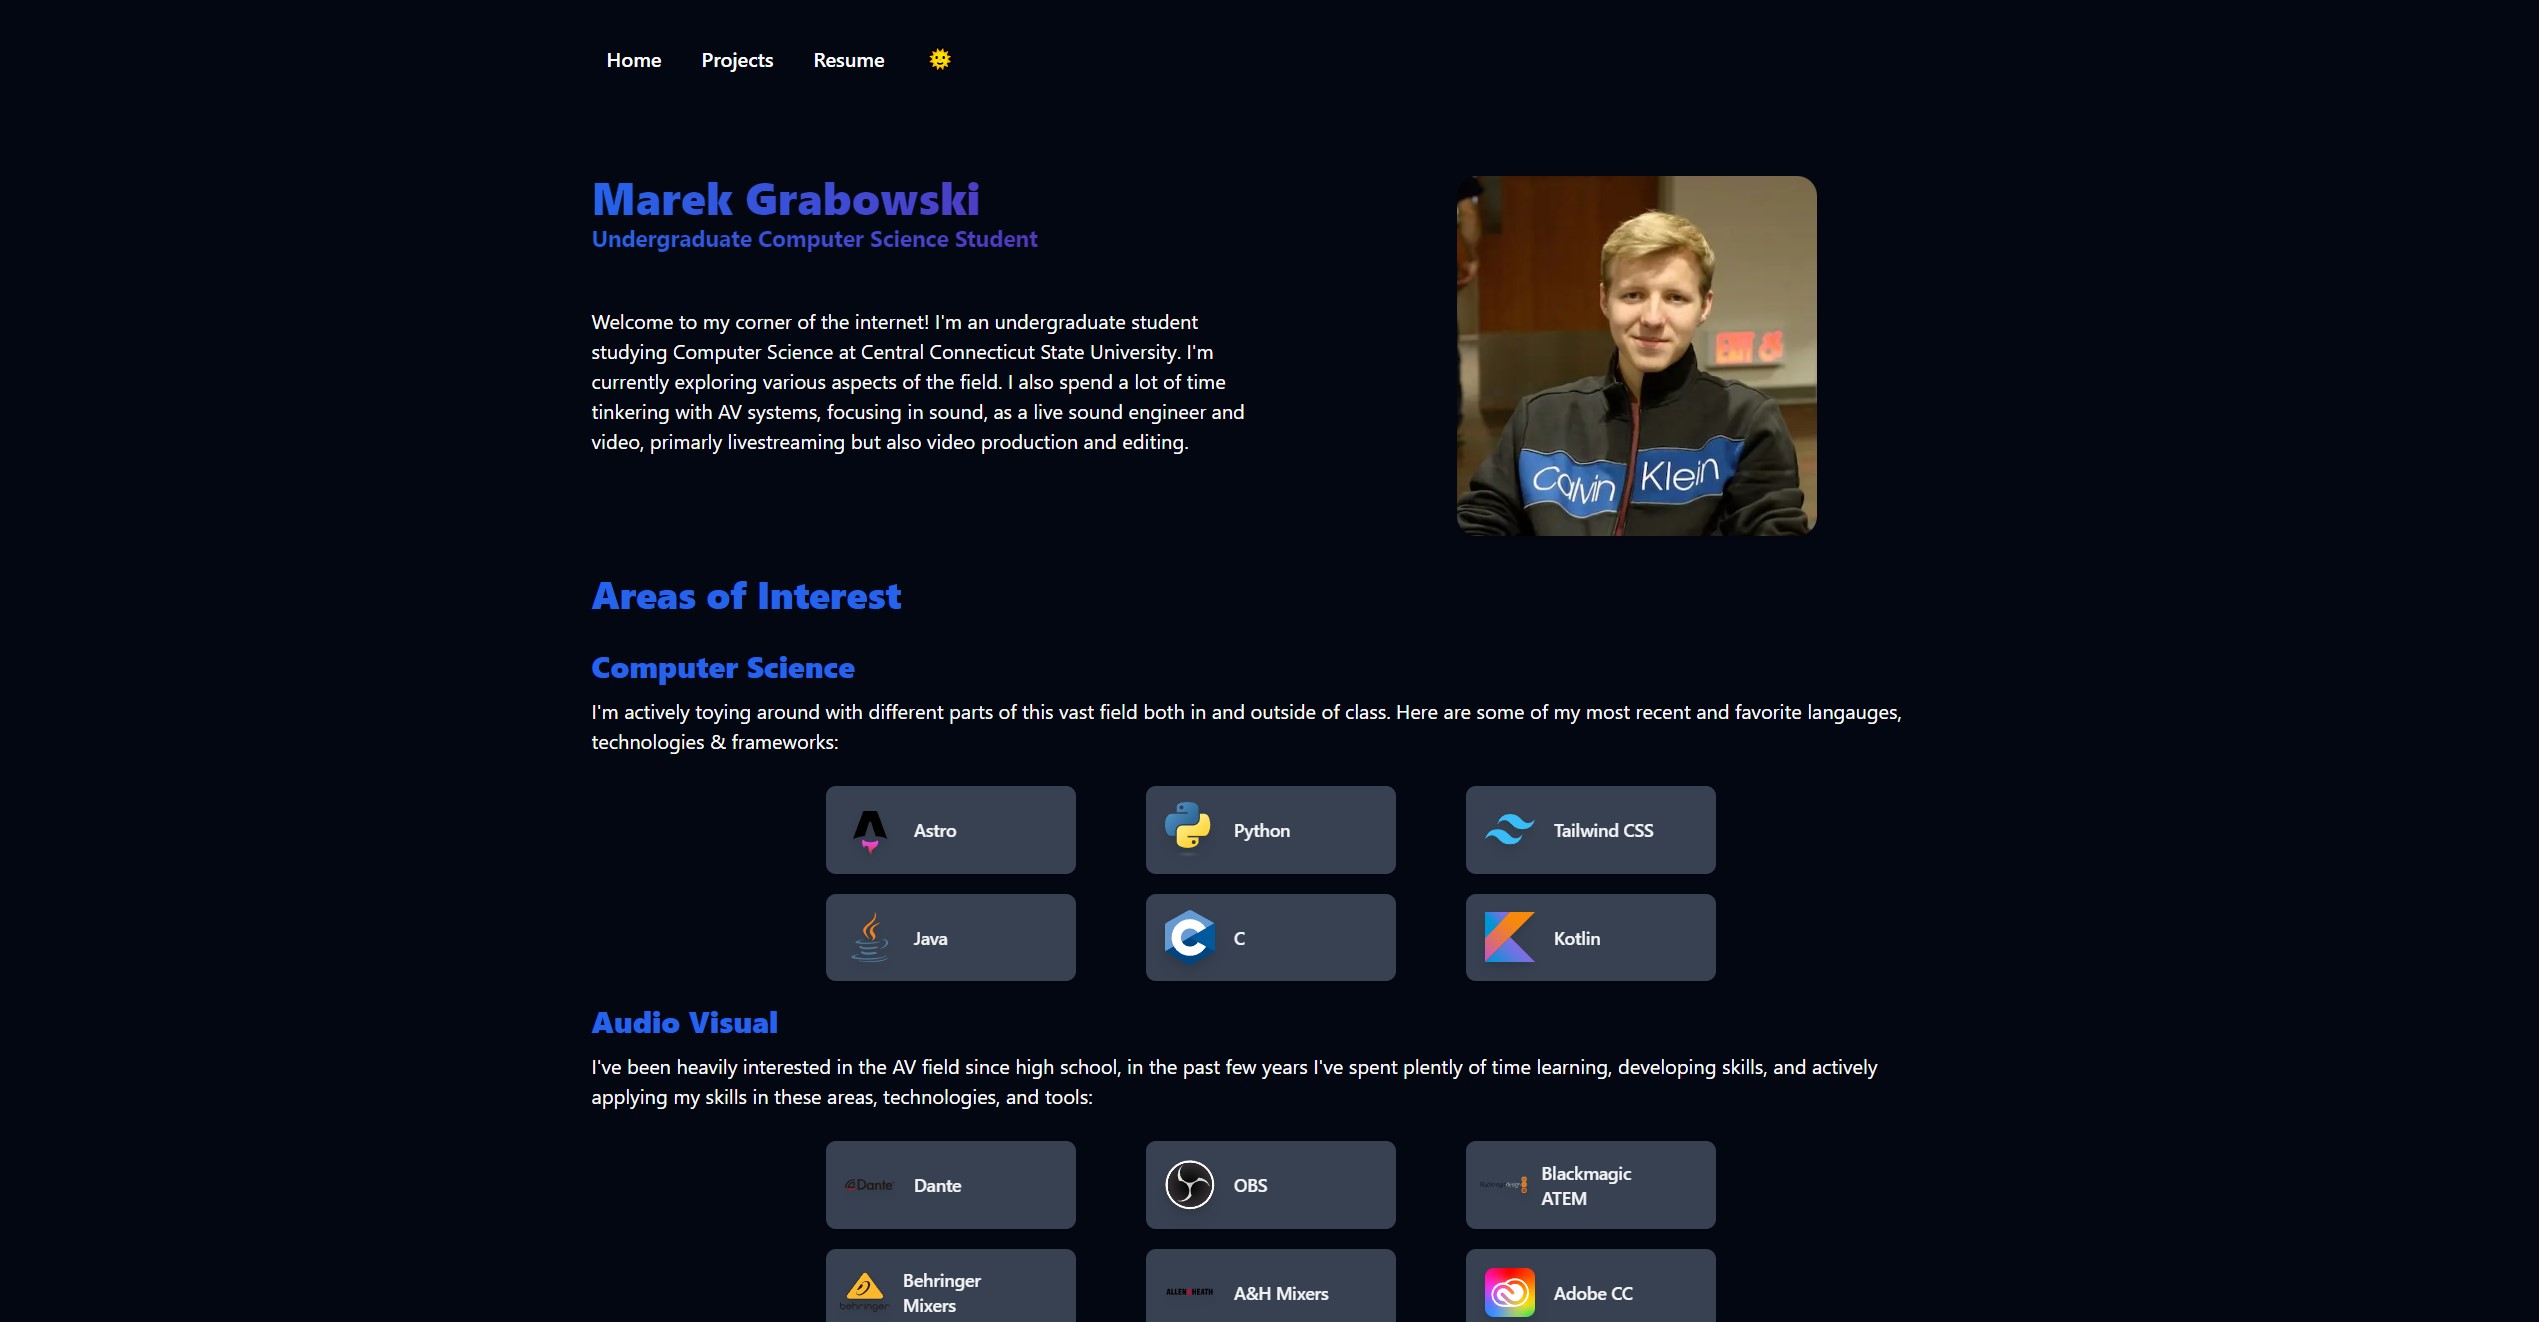 Home Projects Resume
Marek Grabowski
Undergraduate Computer Science Student
Welcome to my corner of the internet! I'm an undergraduate student
studying Computer Science at Central Connecticut State University. I'm
currently exploring various aspects of the field. I also spend a lot of time
tinkering with AV systems, focusing in sound, as a live sound engineer and
video, primarly livestreaming but also video production and editing.
EXIT
Calvin Klein
Areas of Interest
Computer Science
I'm actively toying around with different parts of this vast field both in and outside of class. Here are some of my most recent and favorite langauges,
technologies & frameworks:
Astro
Python
Tailwind CSS
Java
C
C
Kotlin
Audio Visual
I've been heavily interested in the AV field since high school, in the past few years I've spent plently of time learning, developing skills, and actively
applying my skills in these areas, technologies, and tools:
Dante
Dante
OBS
Blackmagicdesign
Blackmagic
ATEM
behringer
Behringer
Mixers
ALLEN&HEATH
A&H Mixers
Adobe CC